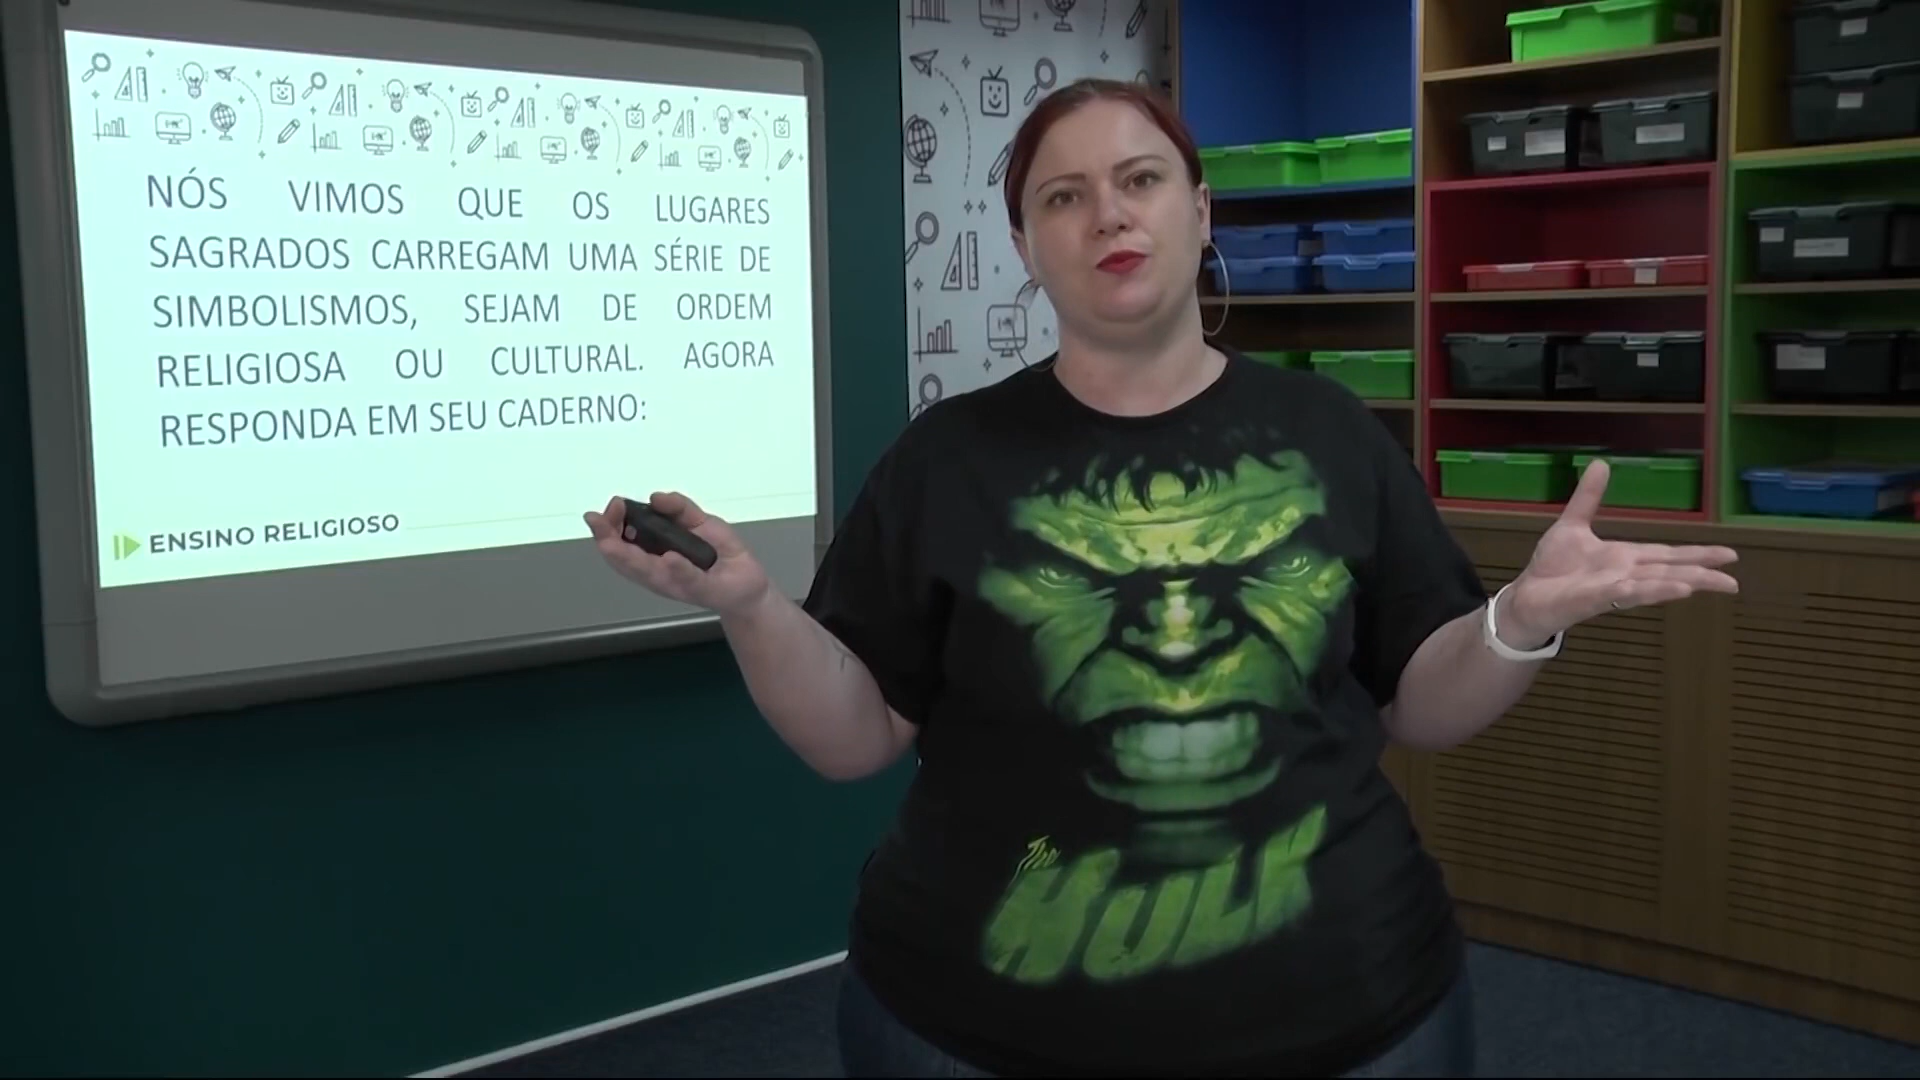 NÓS VIMOS QUE OS LUGARES
SAGRADOS CARREGAM UMA SÉRIE DE
SIMBOLISMOS, SEJAM DE ORDEM
RELIGIOSA OU CULTURAL. AGORA
RESPONDA EM SEU CADERNO:
ENSINO RELIGIOSO
The
HULK